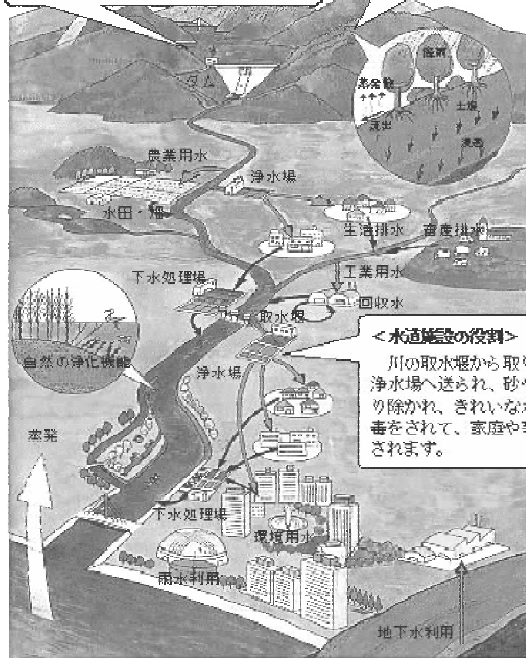 ダム
蒸発散
土壌
流出
浸透
農業用水
浄水場
水田・畑
生活排水
畜産排水
下水処理場
工業用水
取水堰
回収水
自然の浄化機能
浄水場
<水道施設の役割>
川の取水堰から取り
浄水場へ送られ、砂や
り除かれ、きれいな水
毒をされて、家庭や
されます。
蒸発
下水処理場
環境用水
雨水利用
地下水利用